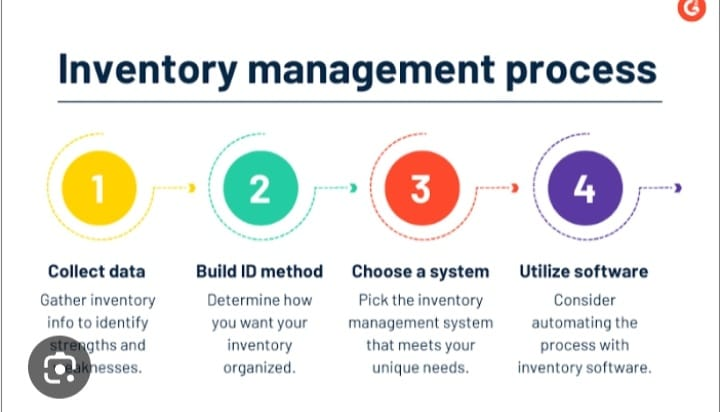 Inventory management process
1
2
3
4
Collect data
Gather inventory
info to identify
strengths and
Build ID method
Determine how
you want your
inventory
organized.
Choose a system
Pick the inventory
management system
that meets your
unique needs.
Utilize software
Consider
automating the
process with
inventory software.